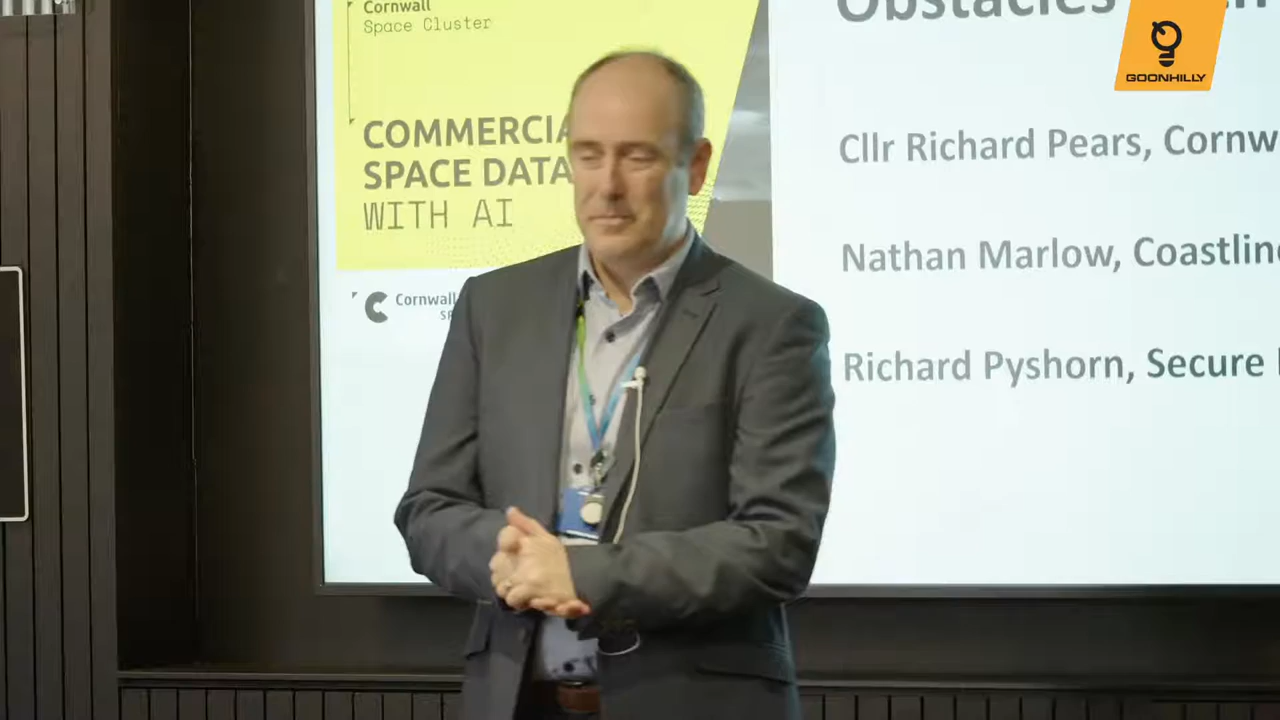 Cornwall
Space Cluster
COMMERCIA
SPACE DATA
WITH AI
Cornwall
Obstacles
GOONHILLY
Cllr Richard Pears, Cornw
Nathan Marlow, Coastlin
Richard Pyshorn, Secure